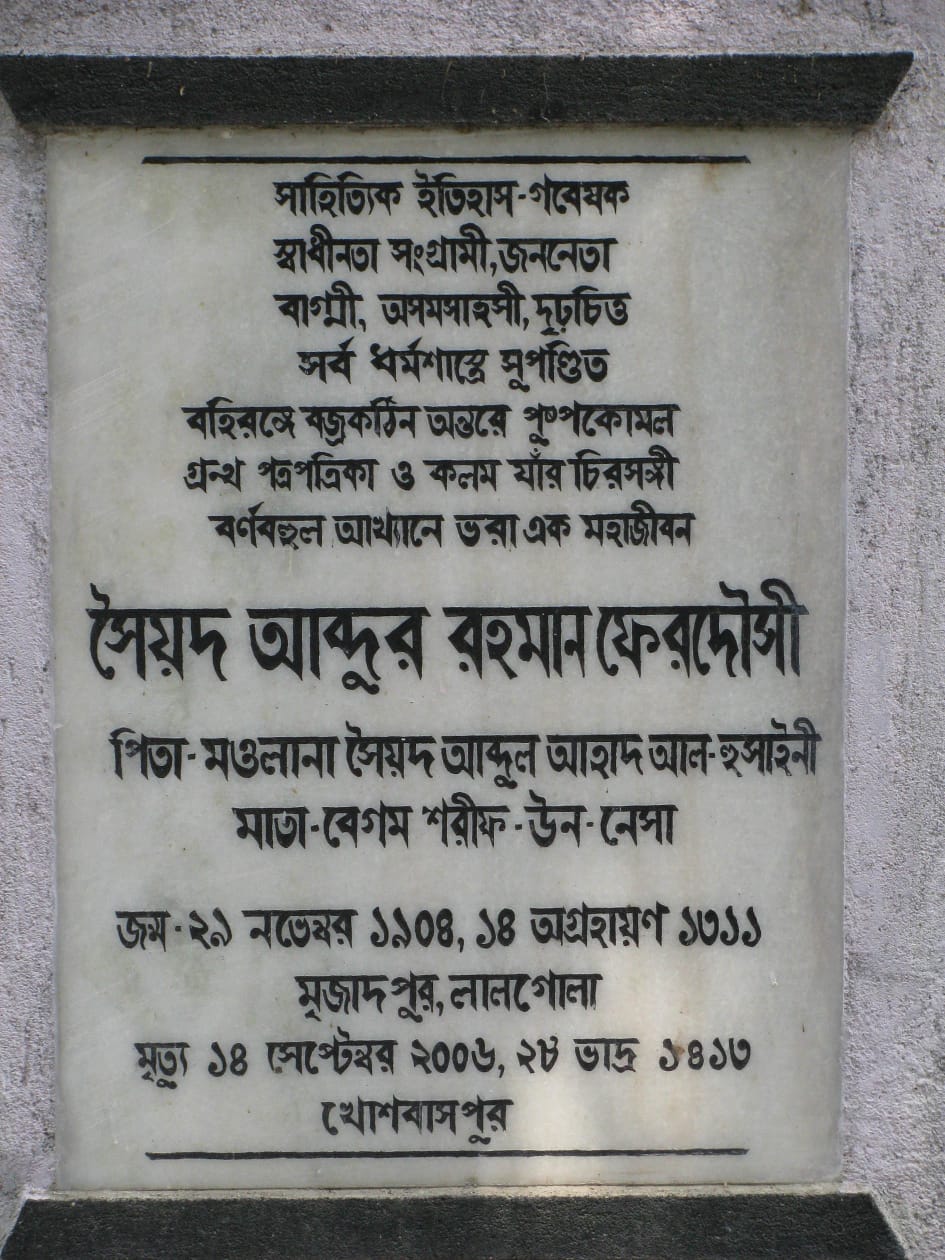 সাহিত্যিক ইতিহাস-গবেষক
স্বাধীনতা সংগ্রামী, জননেতা
বাগ্মী, অসমসাহসী, দৃঢ়চিত্ত
সর্ব ধর্মশাস্ত্রে সুপণ্ডিত
বহিরঙ্গে বজ্রকঠিন অন্তরে পুষ্পকোমল
গ্রন্থ পত্রপত্রিকা ও কলম যাঁর চিরসঙ্গী
বর্ণবহুল আখ্যানে ভরা এক মহাজীবন
সৈয়দ আব্দুর রহমান ফেরদৌসী
পিতা-মওলানা সৈয়দ আব্দুল আহাদ আল-হুসাইনী
মাতা-বেগম শরীফ-উন-নেসা
জন্ম-২৯ নভেম্বর ১৯০৪, ১৪ অগ্রহায়ণ ১৩১১
মৃজাদপুর, লালগোলা
মৃত্যু ১৪ সেপ্টেম্বর ২০০৬, ২৮ ভাদ্র ১৪১৩
খোশবাসপুর